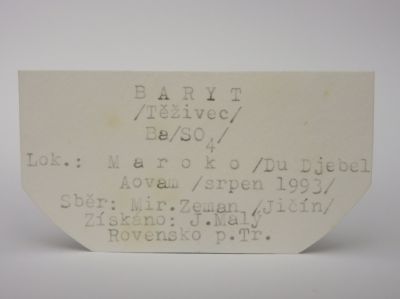 B A R Y T
/Těživec/
Ba/SO4/
Lok.: M a r o k o /Du Djebel
Aovam /srpen 1993/
Sběr: Mir.Zeman /Jičín/
Získáno: J.Malý
Rovensko p.Tr.